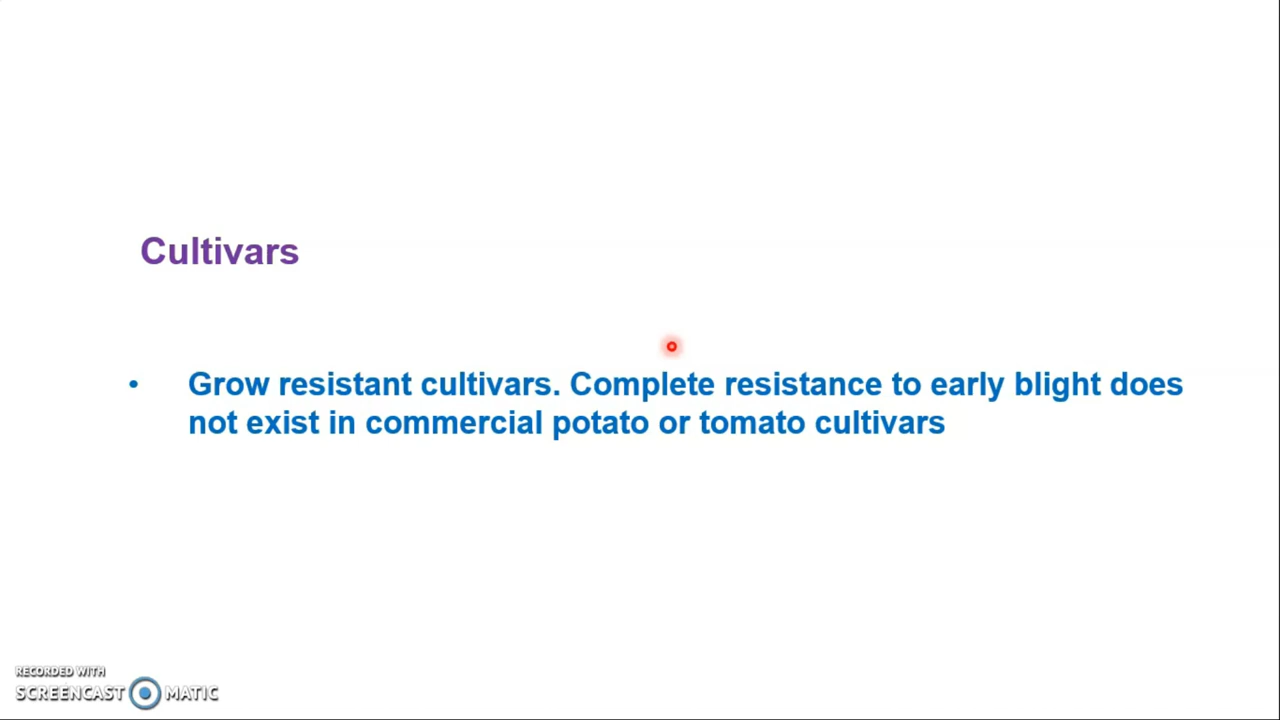 Cultivars
• Grow resistant cultivars. Complete resistance to early blight does
not exist in commercial potato or tomato cultivars
RECORDED WITH
SCREENCAST MATIC